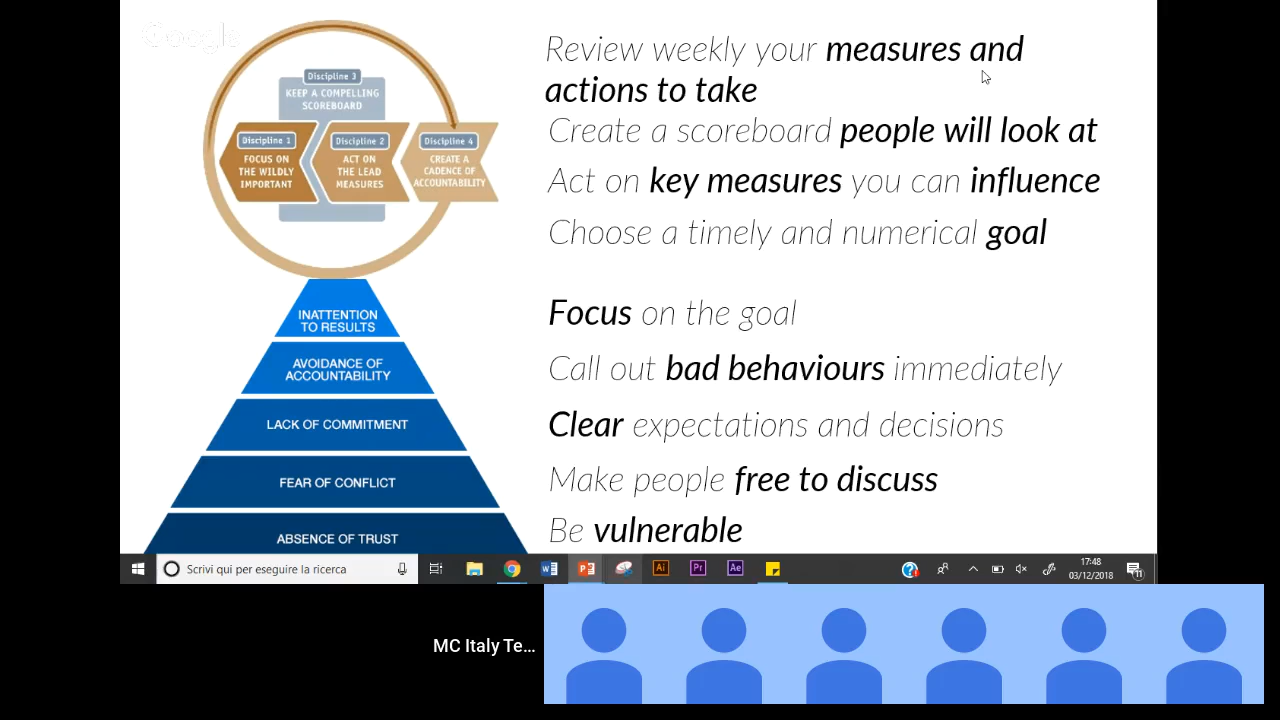 Google
Discipline 3
KEEP A COMPELLING
SCOREBOARD
Discipline 1
FOCUS ON
THE WILDLY
IMPORTANT
Discipline 2
ACT ON
THE LEAD
MEASURES
Discipline 4
CREATE A
CADENCE OF
ACCOUNTABILITY
Review weekly your measures and
actions to take
Create a scoreboard people will look at
Act on key measures you can influence
Choose a timely and numerical goal
INATTENTION
TO RESULTS
AVOIDANCE OF
ACCOUNTABILITY
LACK OF COMMITMENT
FEAR OF CONFLICT
ABSENCE OF TRUST
Focus on the goal
Call out bad behaviours immediately
Clear expectations and decisions
Make people free to discuss
Be vulnerable
Scrivi qui per eseguire la ricerca
Ai
Pr
Ae
17:48
03/12/2018
11
MC Italy Te...